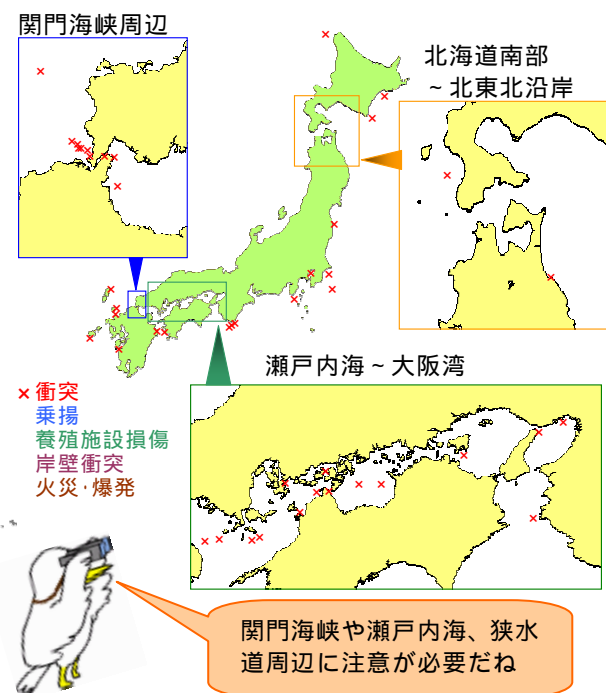 関門海峡周辺
北海道南部
～北東北沿岸
瀬戸内海～大阪湾
×衝突
乗揚
養殖施設損傷
岸壁衝突
火災・爆発
関門海峡や瀬戸内海、狭水
道周辺に注意が必要だね